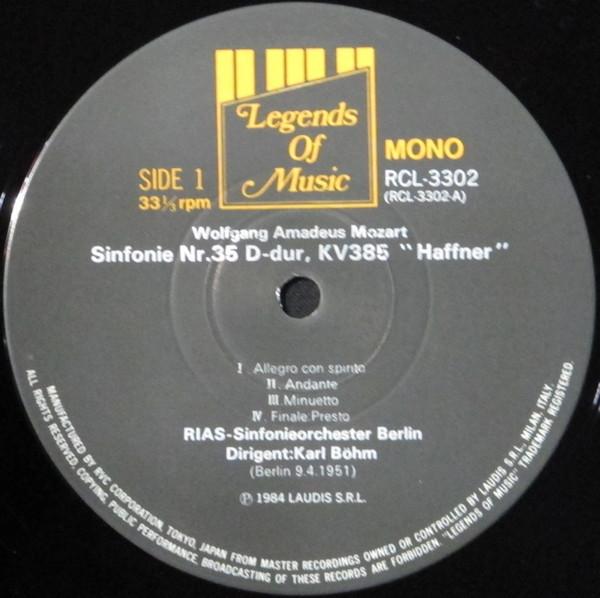 Legends
Of
Music
MONO
SIDE 1
RCL-3302
33⅓ rpm
(RCL-3302-A)
Wolfgang Amadeus Mozart
Sinfonie Nr.35 D-dur, KV385 “Haffner”
Ⅰ Allegro con spirito
Ⅱ. Andante
Ⅲ Minuetto
Ⅳ Finale:Presto
RIAS-Sinfonieorchester Berlin
Dirigent:Karl Böhm
(Berlin 9.4.1951)
℗ 1984 LAUDIS S.R.L.
MANUFACTURED BY RVC CORPORATION, TOKYO, JAPAN FROM MASTER RECORDINGS OWNED OR CONTROLLED BY LAUDIS S.R.L., MILAN, ITALY.
ALL RIGHTS RESERVED, COPYING, PUBLIC PERFORMANCE, BROADCASTING OF THESE RECORDS ARE FORBIDDEN. "LEGENDS OF MUSIC" TRADEMARK REGISTERED.